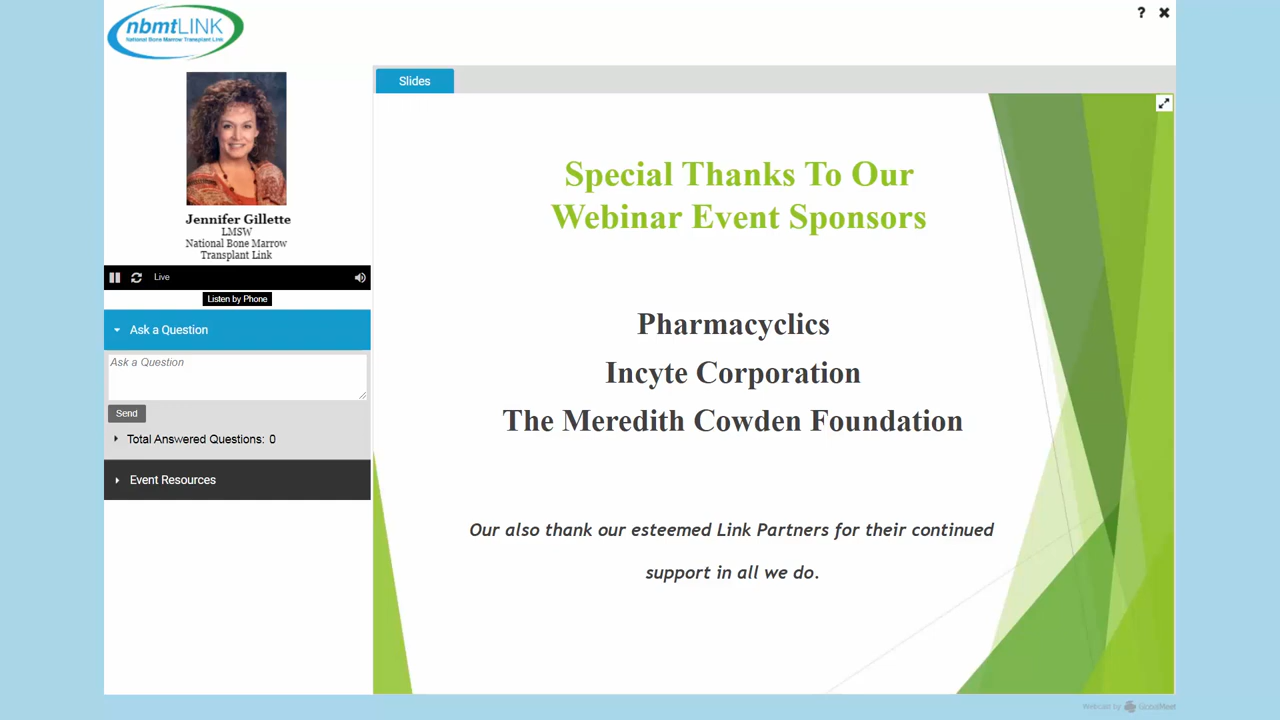 nbmtLINK
National Bone Marrow Transplant Link
? ✖
Jennifer Gillette
LMSW
National Bone Marrow
Transplant Link
Live
Listen by Phone
Ask a Question
Ask a Question
Send
Total Answered Questions: 0
Event Resources
Slides
Special Thanks To Our
Webinar Event Sponsors
Pharmacyclics
Incyte Corporation
The Meredith Cowden Foundation
Our also thank our esteemed Link Partners for their continued
support in all we do.
Webcast by